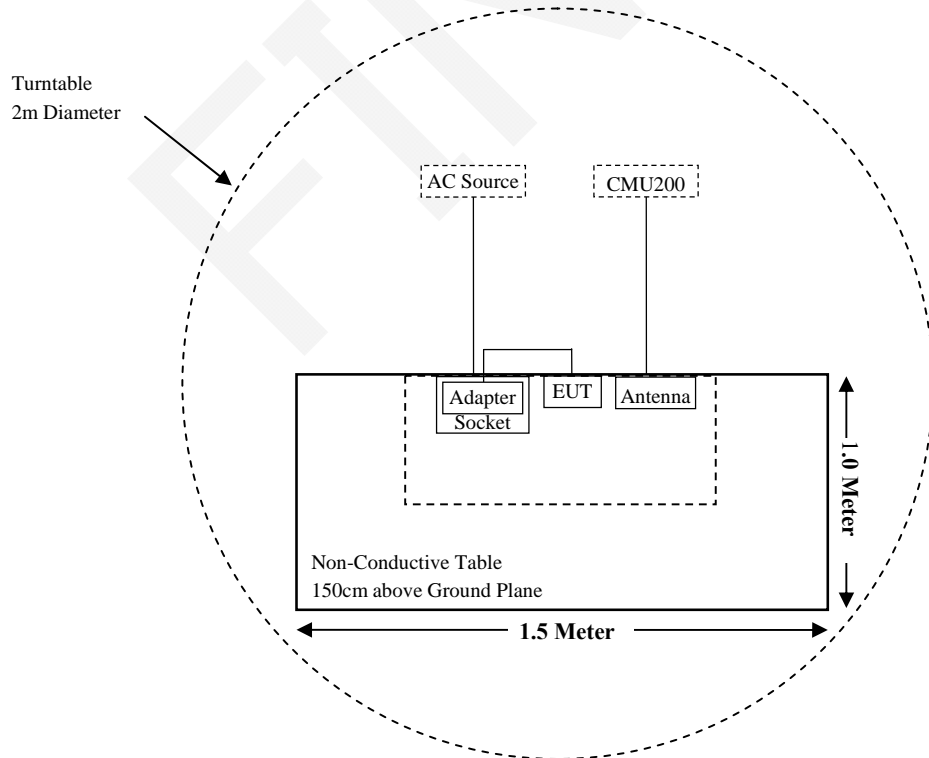 Turntable
2m Diameter
AC Source
CMU200
Adapter
Socket
EUT
Antenna
1.0 Meter
Non-Conductive Table
150cm above Ground Plane
1.5 Meter